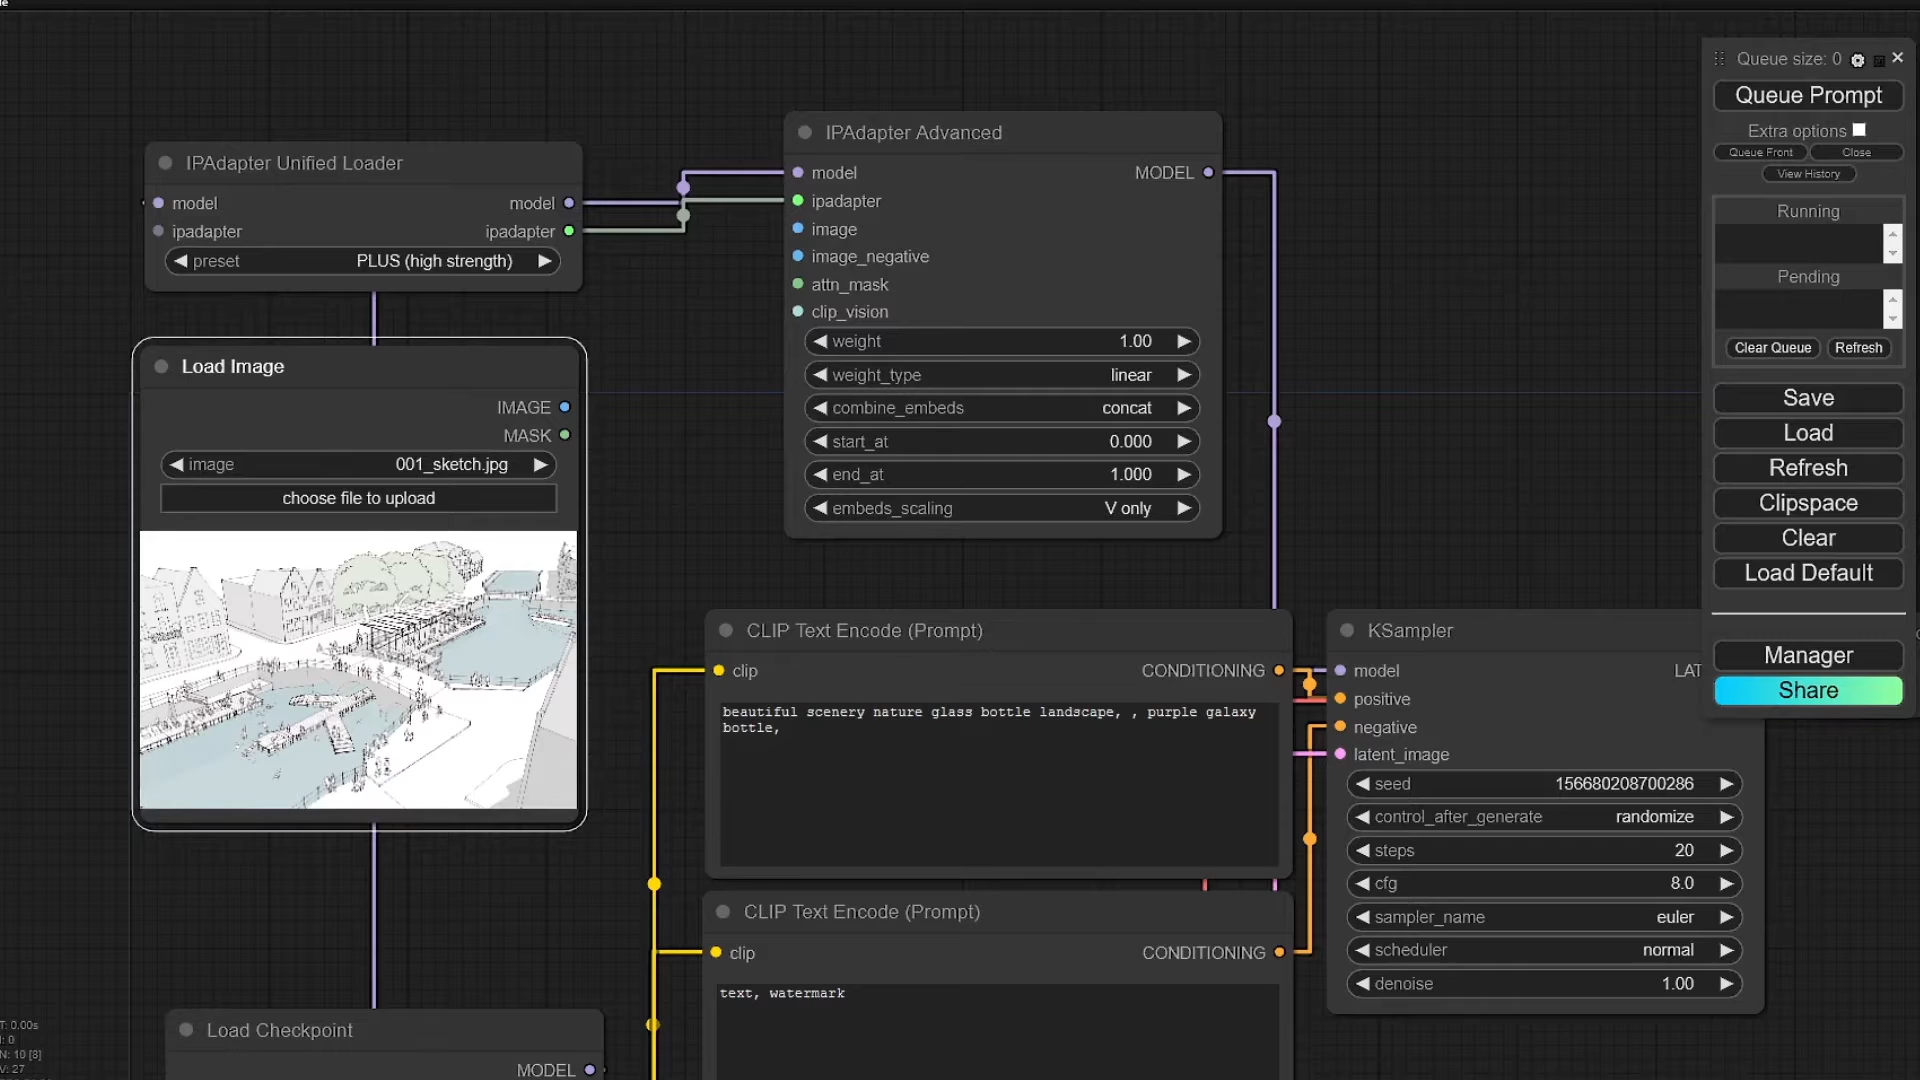 Queue size: 0
Queue Prompt
Extra options
Queue Front
Close
View History
Running
Pending
Clear Queue
Refresh
Save
Load
Refresh
Clipspace
Clear
Load Default
Manager
Share
IPAdapter Unified Loader
model
model
ipadapter
ipadapter
preset
PLUS (high strength)
IPAdapter Advanced
model
MODEL
ipadapter
image
image_negative
attn_mask
clip_vision
weight
1.00
weight_type
linear
combine_embeds
concat
start_at
0.000
end_at
1.000
embeds_scaling
V only
Load Image
IMAGE
MASK
image
001_sketch.jpg
choose file to upload
CLIP Text Encode (Prompt)
clip
CONDITIONING
beautiful scenery nature glass bottle landscape, , purple galaxy
bottle,
KSampler
model
LAT
positive
negative
latent_image
seed
156680208700286
control_after_generate
randomize
steps
20
cfg
8.0
sampler_name
euler
scheduler
normal
denoise
1.00
CLIP Text Encode (Prompt)
clip
CONDITIONING
text, watermark
Load Checkpoint
MODEL
T: 0.00s
I: 0
N: 10 [8]
V: 27